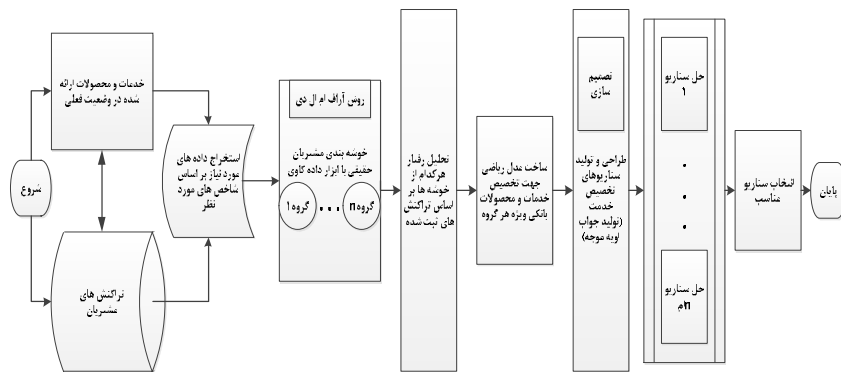 شروع
خدمات و محصولات ارائه
شده در وضعیت فعلی
تراکنش های
مشتریان
استخراج داده های
مورد نیاز بر اساس
شاخص های مورد
نظر
روش آراف ام ال دی
خوشه بندی مشتریان
حقیقی با ابزار داده کاوی
گروه 1
. . .
گروه n
تحلیل رفتار
هرکدام از
خوشه ها بر
اساس تراکنش
های ثبت شده
ساخت مدل ریاضی
جهت تخصیص
خدمات و محصولات
بانکی ویژه هر گروه
تصمیم
سازی
طراحی و تولید
سناریوهای
تخصیص
خدمت
(تولید جواب
اویه موجه)
حل سناریو
1
.
.
.
حل سناریو
nام
انتخاب سناریو
مناسب
پایان